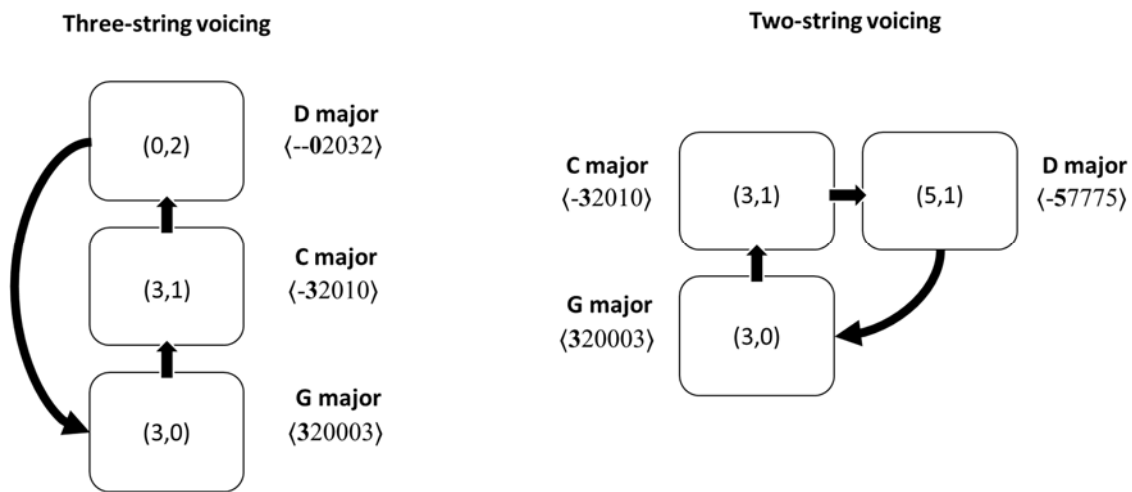 Three-string voicing
(0,2)
D major
⟨--02032⟩
(3,1)
C major
⟨-32010⟩
(3,0)
G major
⟨320003⟩
Two-string voicing
C major
⟨-32010⟩
(3,1)
(5,1)
D major
⟨-57775⟩
G major
⟨320003⟩
(3,0)